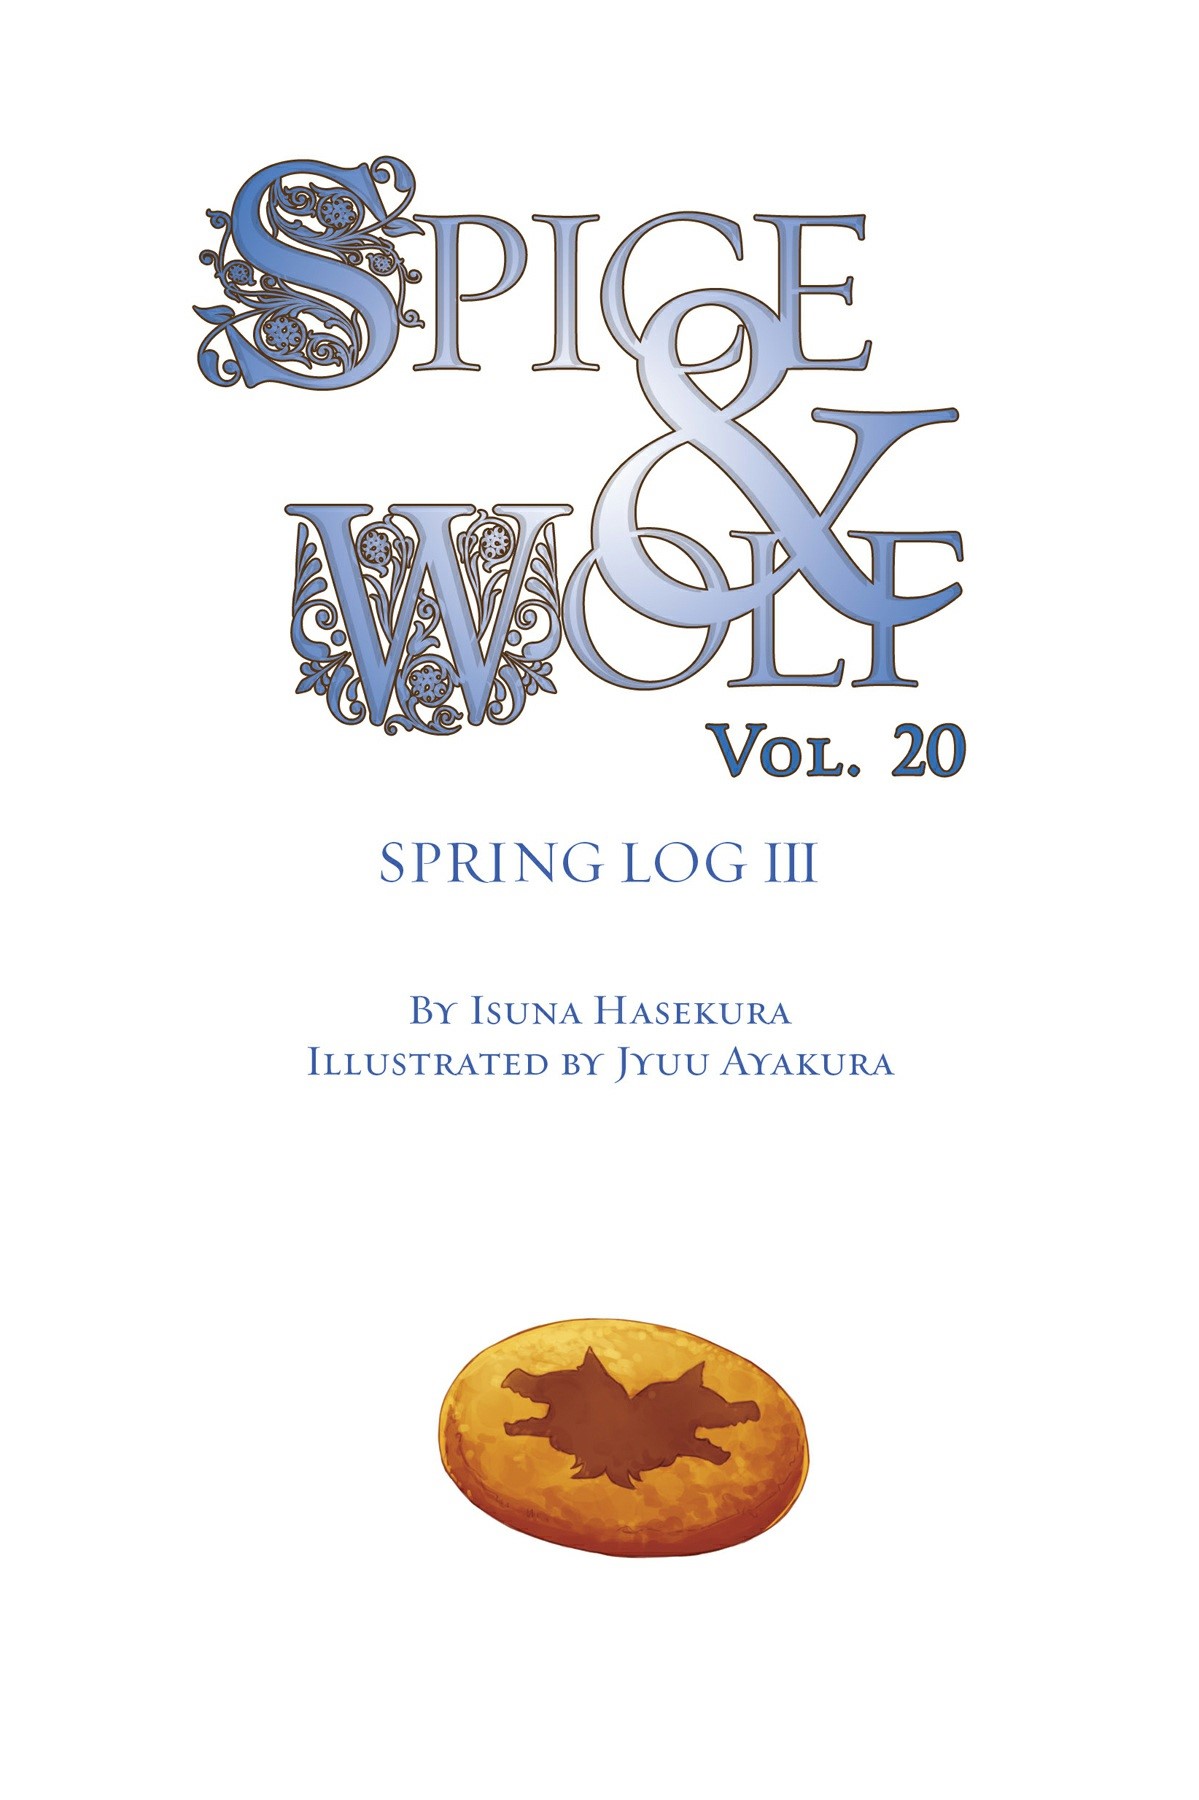 SPICE
&
WOLF
VOL. 20
SPRING LOG III
BY ISUNA HASEKURA
ILLUSTRATED BY JYUU AYAKURA